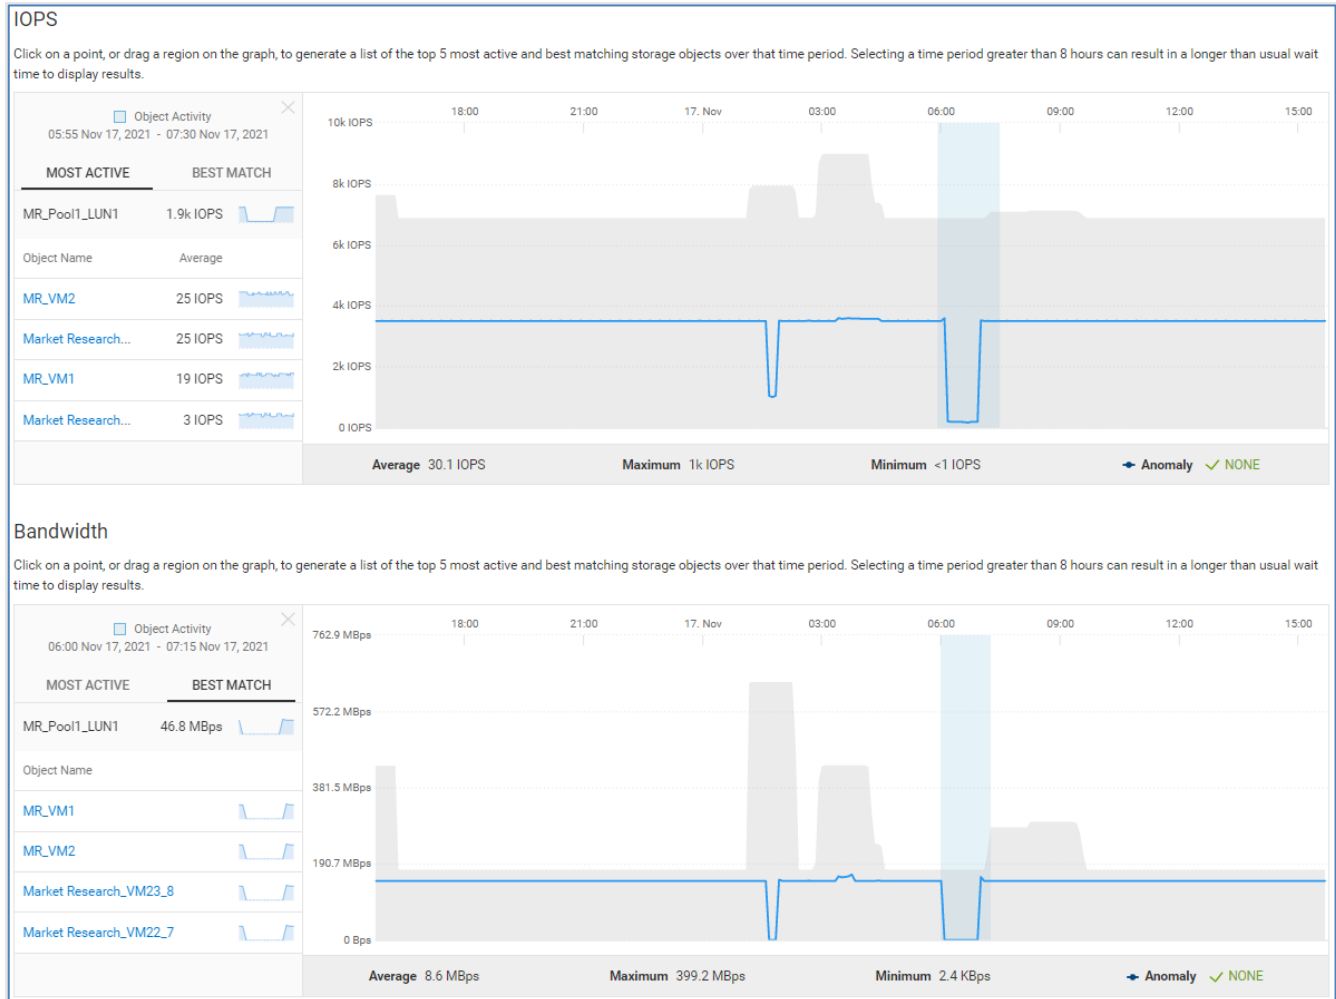 IOPS
Click on a point, or drag a region on the graph, to generate a list of the top 5 most active and best matching storage objects over that time period. Selecting a time period greater than 8 hours can result in a longer than usual wait
time to display results.
Object Activity
05:55 Nov 17, 2021 - 07:30 Nov 17, 2021
MOST ACTIVE BEST MATCH
MR_Pool1_LUN1 1.9k IOPS
Object Name Average
MR_VM2 25 IOPS
Market Research... 25 IOPS
MR_VM1 19 IOPS
Market Research... 3 IOPS
18:00 21:00 17. Nov 03:00 06:00 09:00 12:00 15:00
10k IOPS
8k IOPS
6k IOPS
4k IOPS
2k IOPS
0 IOPS
Average 30.1 IOPS Maximum 1k IOPS Minimum <1 IOPS Anomaly NONE
Bandwidth
Click on a point, or drag a region on the graph, to generate a list of the top 5 most active and best matching storage objects over that time period. Selecting a time period greater than 8 hours can result in a longer than usual wait
time to display results.
Object Activity
06:00 Nov 17, 2021 - 07:15 Nov 17, 2021
MOST ACTIVE BEST MATCH
MR_Pool1_LUN1 46.8 MBps
Object Name
MR_VM1
MR_VM2
Market Research_VM23_8
Market Research_VM22_7
18:00 21:00 17. Nov 03:00 06:00 09:00 12:00 15:00
762.9 MBps
572.2 MBps
381.5 MBps
190.7 MBps
0 Bps
Average 8.6 MBps Maximum 399.2 MBps Minimum 2.4 KBps Anomaly NONE